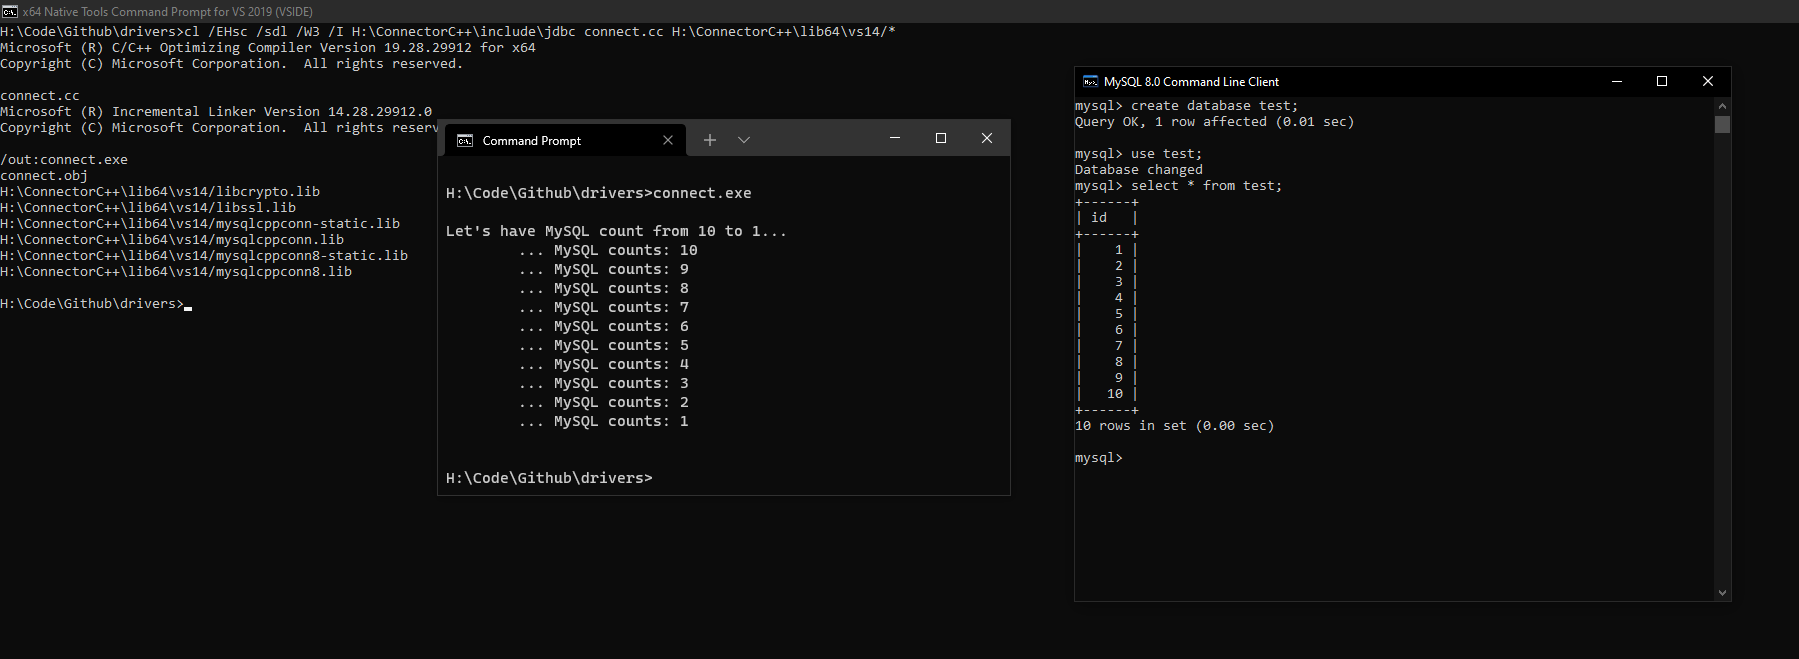 x64 Native Tools Command Prompt for VS 2019 (VSIDE)
H:\Code\Github\drivers>cl /EHsc /sdl /W3 /I H:\ConnectorC++\include\jdbc connect.cc H:\ConnectorC++\lib64\vs14/*
Microsoft (R) C/C++ Optimizing Compiler Version 19.28.29912 for x64
Copyright (C) Microsoft Corporation.  All rights reserved.
connect.cc
Microsoft (R) Incremental Linker Version 14.28.29912.0
Copyright (C) Microsoft Corporation.  All rights reserv
/out:connect.exe
connect.obj
H:\ConnectorC++\lib64\vs14/libcrypto.lib
H:\ConnectorC++\lib64\vs14/libssl.lib
H:\ConnectorC++\lib64\vs14/mysqlcppconn-static.lib
H:\ConnectorC++\lib64\vs14/mysqlcppconn.lib
H:\ConnectorC++\lib64\vs14/mysqlcppconn8-static.lib
H:\ConnectorC++\lib64\vs14/mysqlcppconn8.lib
H:\Code\Github\drivers>
Command Prompt
H:\Code\Github\drivers>connect.exe
Let's have MySQL count from 10 to 1...
... MySQL counts: 10
... MySQL counts: 9
... MySQL counts: 8
... MySQL counts: 7
... MySQL counts: 6
... MySQL counts: 5
... MySQL counts: 4
... MySQL counts: 3
... MySQL counts: 2
... MySQL counts: 1
H:\Code\Github\drivers>
MySQL 8.0 Command Line Client
mysql> create database test;
Query OK, 1 row affected (0.01 sec)
mysql> use test;
Database changed
mysql> select * from test;
+------+
| id   |
+------+
|    1 |
|    2 |
|    3 |
|    4 |
|    5 |
|    6 |
|    7 |
|    8 |
|    9 |
|   10 |
+------+
10 rows in set (0.00 sec)
mysql>